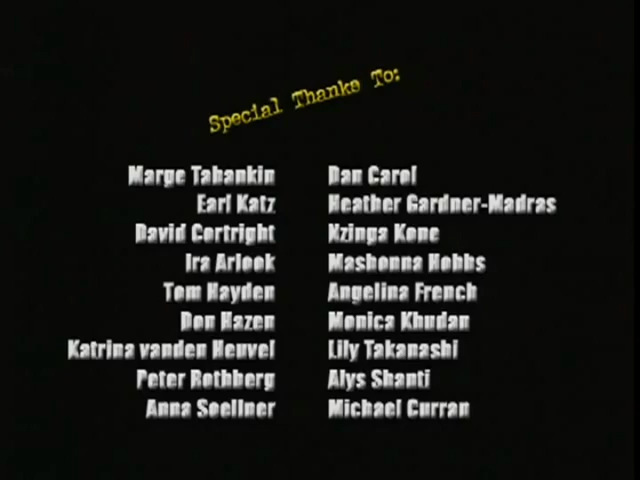 Special Thanks To:
Marge Tabankin
Earl Katz
David Cortright
Ira Arlook
Tom Hayden
Don Hazen
Katrina vanden Heuvel
Peter Rothberg
Anna Soellner
Dan Carol
Heather Gardner-Madras
Nzinga Kone
Mashonna Hobbs
Angelina French
Monica Khudan
Lily Takanashi
Alys Shanti
Michael Curran